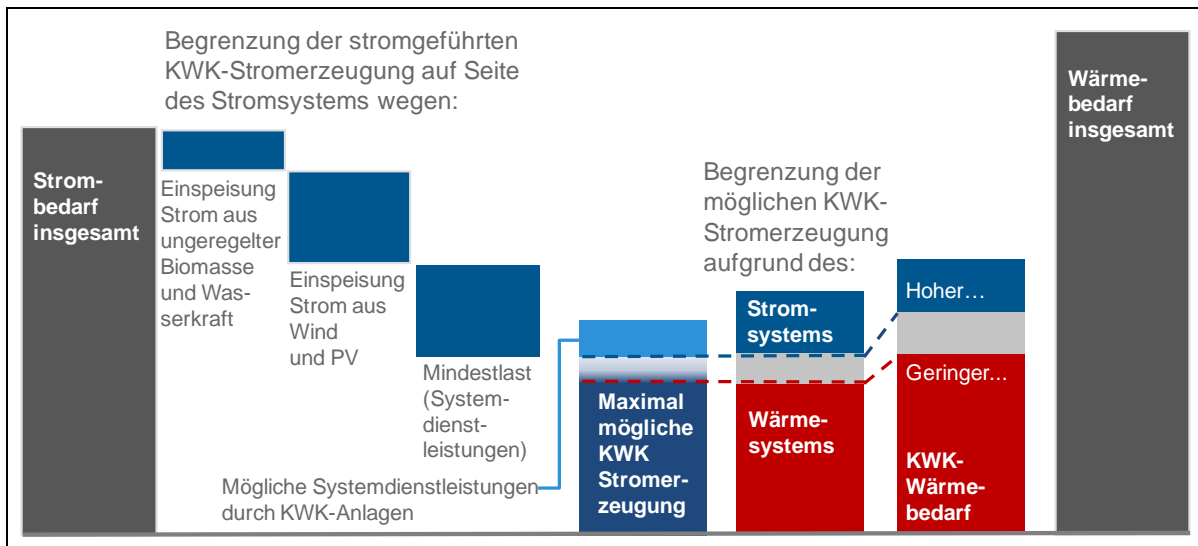 Begrenzung der stromgeführten
KWK-Stromerzeugung auf Seite
des Stromsystems wegen:
Strom-
bedarf
insgesamt
Einspeisung
Strom aus
ungeregelter
Biomasse
und Was-
serkraft
Einspeisung
Strom aus
Wind
und PV
Mindestlast
(System-
dienst-
leistungen)
Mögliche Systemdienstleistungen
durch KWK-Anlagen
Maximal
mögliche
KWK
Stromer-
zeugung
Begrenzung der
möglichen KWK-
Stromerzeugung
aufgrund des:
Strom-
systems
Wärme-
systems
Hoher…
Geringer...
KWK-
Wärme-
bedarf
Wärme-
bedarf
insgesamt